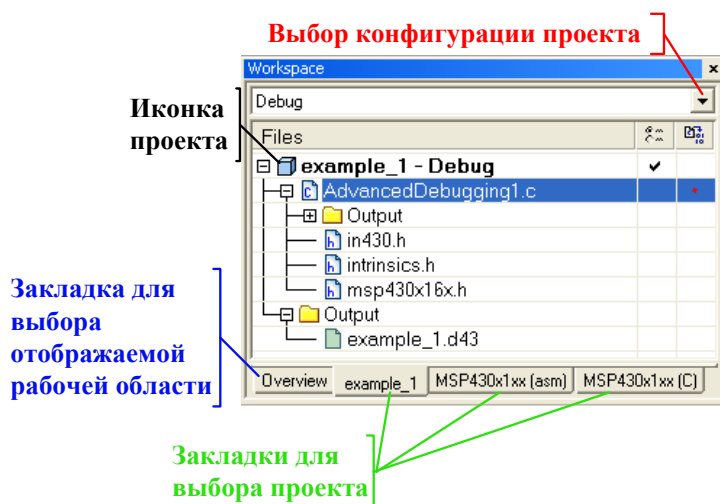 Выбор конфигурации проекта
Workspace
Debug
Иконка
проекта
Files
example_1 - Debug
AdvancedDebugging1.c
Output
in430.h
intrinsics.h
msp430x16x.h
Output
example_1.d43
Закладка для
выбора
отображаемой
рабочей области
Overview example_1 MSP430x1xx (asm) MSP430x1xx (C)
Закладки для
выбора проекта